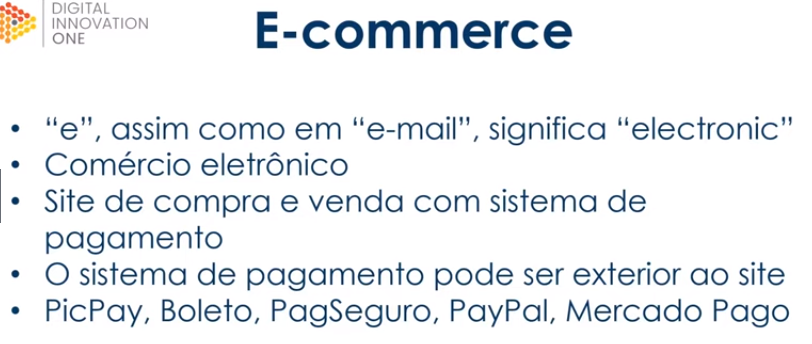 DIGITAL
INNOVATION
ONE
E-commerce
• “e”, assim como em “e-mail”, significa “electronic”
• Comércio eletrônico
• Site de compra e venda com sistema de
pagamento
• O sistema de pagamento pode ser exterior ao site
• PicPay, Boleto, PagSeguro, PayPal, Mercado Pago